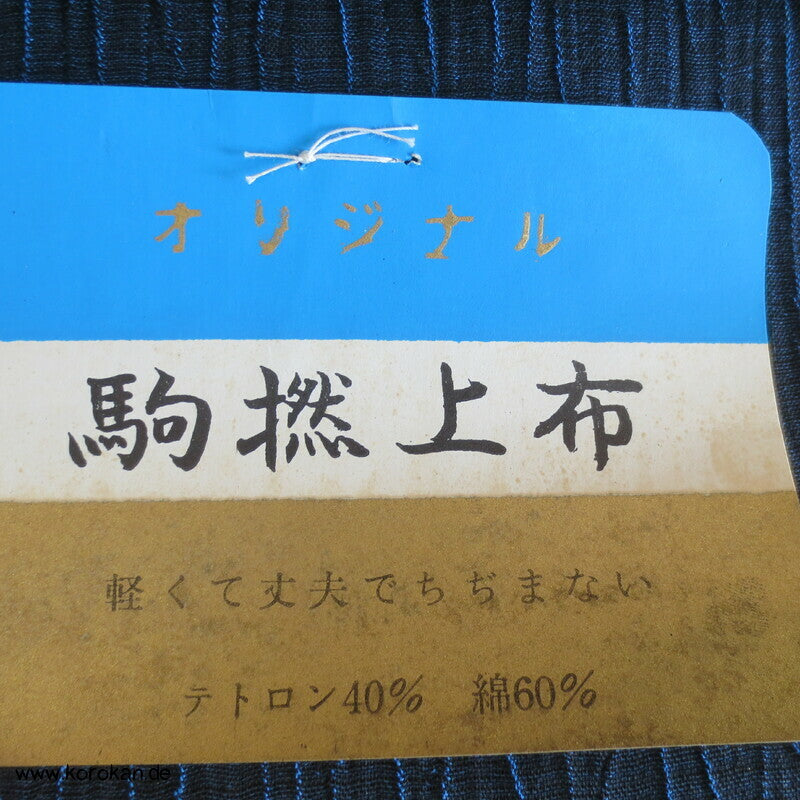 オリジナル
駒撚上布
軽くて丈夫でちぢまない
テトロン40% 綿60%
www.korokan.de